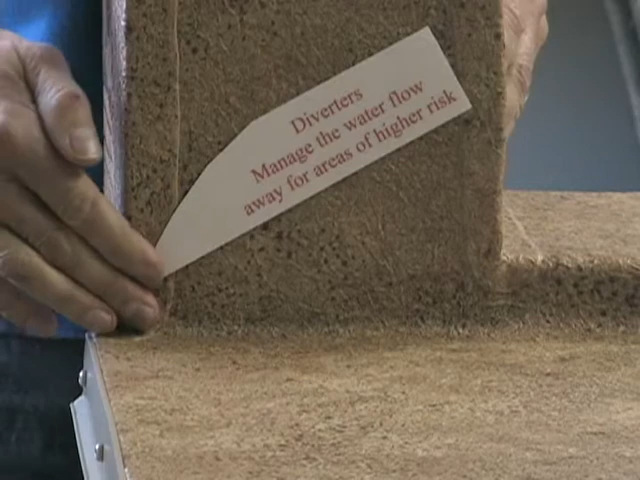 Diverters
Manage the water flow
away for areas of higher risk